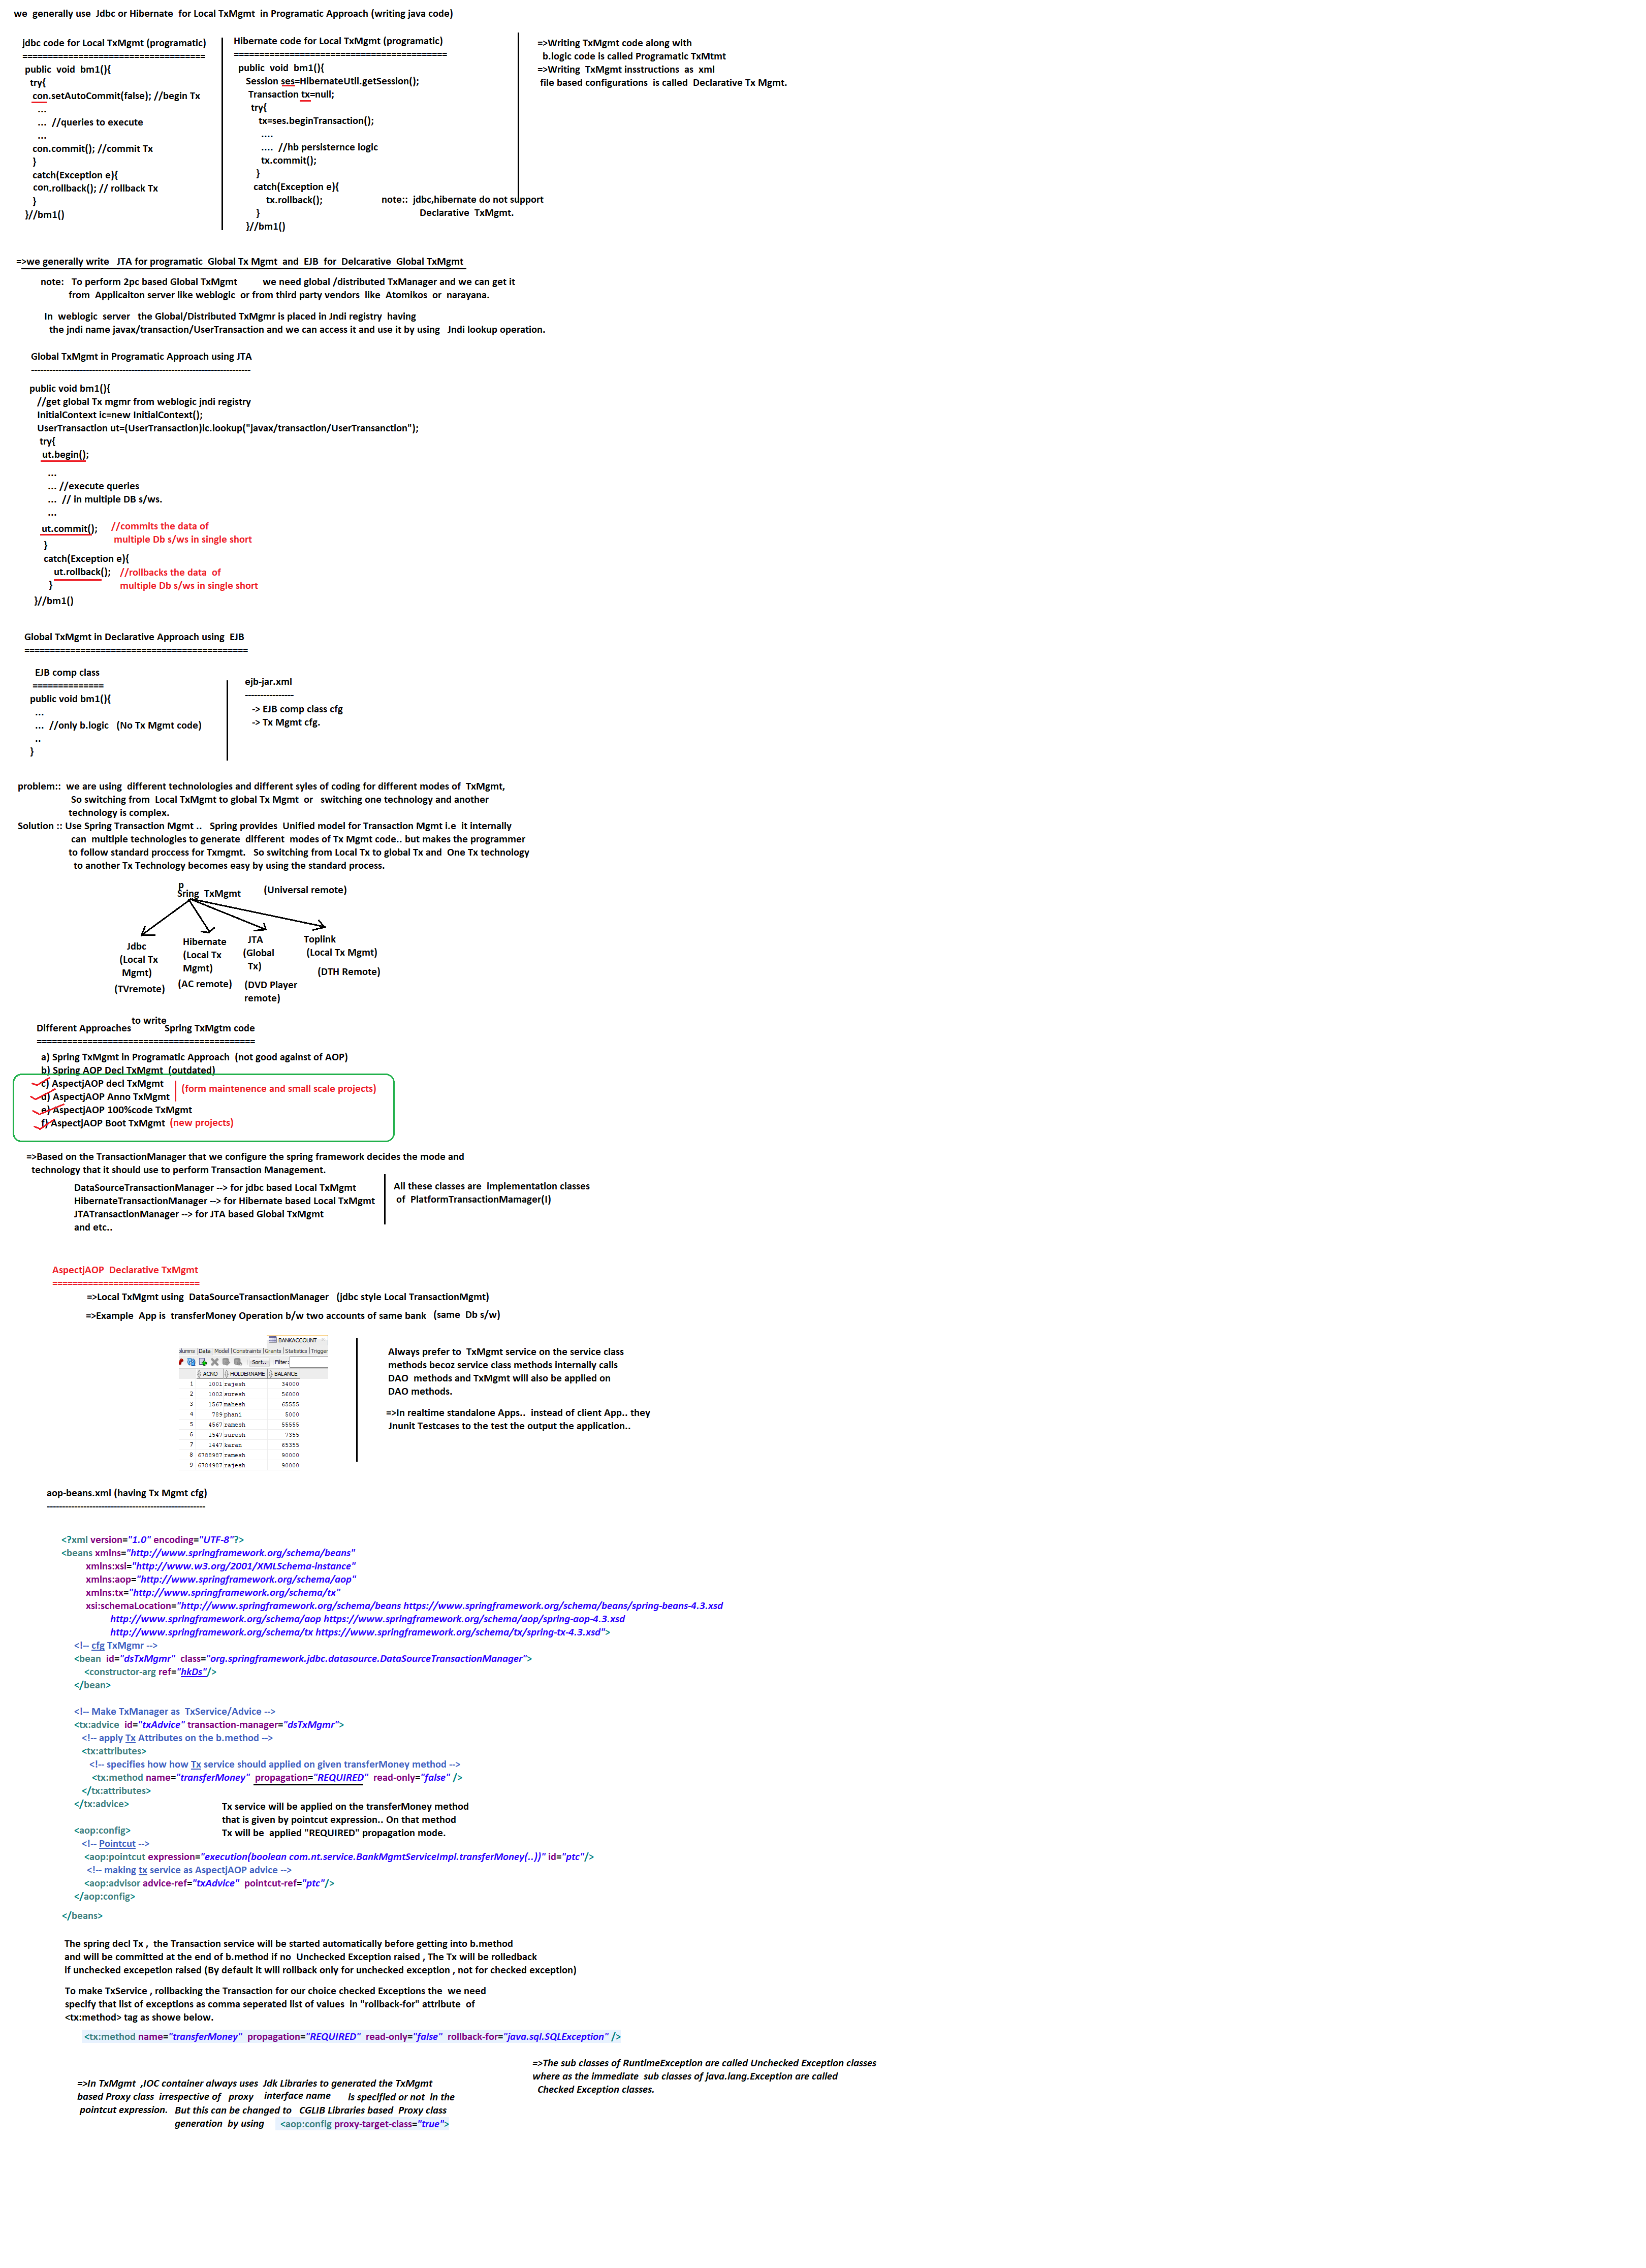 we  generally use  Jdbc or Hibernate  for Local TxMgmt  in Programatic Approach (writing java code)
jdbc code for Local TxMgmt (programatic)
====================================
public  void  bm1(){
try{
con.setAutoCommit(false); //begin Tx
...
...  //queries to execute
...
con.commit(); //commit Tx
}
catch(Exception e){
con.rollback(); // rollback Tx
}
}//bm1()
Hibernate code for Local TxMgmt (programatic)
==========================================
public  void  bm1(){
Session ses=HibernateUtil.getSession();
Transaction tx=null;
try{
tx=ses.beginTransaction();
....
....  //hb persisternce logic
tx.commit();
}
catch(Exception e){
tx.rollback();
}
}//bm1()
=>Writing TxMgmt code along with
b.logic code is called Programatic TxMtmt
=>Writing  TxMgmt insstructions  as  xml
file based configurations  is called  Declarative Tx Mgmt.
note::  jdbc,hibernate do not support
Declarative  TxMgmt.
=>we generally write   JTA for programatic  Global Tx Mgmt  and  EJB  for  Delcarative  Global TxMgmt
note:   To perform 2pc based Global TxMgmt         we need global /distributed TxManager and we can get it
from  Applicaiton server like weblogic  or from third party vendors  like  Atomikos  or  narayana.
In  weblogic  server   the Global/Distributed TxMgmr is placed in Jndi registry  having
the jndi name javax/transaction/UserTransaction and we can access it and use it by using   Jndi lookup operation.
Global TxMgmt in Programatic Approach using JTA
------------------------------------------------------------------------
public void bm1(){
//get global Tx mgmr from weblogic jndi registry
InitialContext ic=new InitialContext();
UserTransaction ut=(UserTransaction)ic.lookup("javax/transaction/UserTransanction");
try{
ut.begin();
...
... //execute queries
...  // in multiple DB s/ws.
...
ut.commit();    //commits the data of
multiple Db s/ws in single short
}
catch(Exception e){
ut.rollback();   //rollbacks the data  of
}   multiple Db s/ws in single short
}//bm1()
Global TxMgmt in Declarative Approach using  EJB
============================================
EJB comp class
==============
public void bm1(){
...
...  //only b.logic   (No Tx Mgmt code)
..
}
ejb-jar.xml
----------------
-> EJB comp class cfg
-> Tx Mgmt cfg.
problem::  we are using  different technolologies and different syles of coding for different modes of  TxMgmt,
So switching from  Local TxMgmt to global Tx Mgmt  or   switching one technology and another
technology is complex.
Solution :: Use Spring Transaction Mgmt ..   Spring provides  Unified model for Transaction Mgmt i.e  it internally
can  multiple technologies to generate  different  modes of Tx Mgmt code.. but makes the programmer
to follow standard proccess for Txmgmt.   So switching from Local Tx to global Tx and  One Tx technology
to another Tx Technology becomes easy by using the standard process.
p
Sring  TxMgmt   (Universal remote)
Jdbc
(Local Tx
Mgmt)
(TVremote)
Hibernate
(Local Tx
Mgmt)
(AC remote)
JTA
(Global
Tx)
(DVD Player
remote)
Toplink
(Local Tx Mgmt)
(DTH Remote)
to write
Different Approaches   Spring TxMgtm code
===========================================
a) Spring TxMgmt in Programatic Approach  (not good against of AOP)
b) Spring AOP Decl TxMgmt  (outdated)
c) AspectjAOP decl TxMgmt
d) AspectjAOP Anno TxMgmt
(form maintenence and small scale projects)
e) AspectjAOP 100%code TxMgmt
f) AspectjAOP Boot TxMgmt  (new projects)
=>Based on the TransactionManager that we configure the spring framework decides the mode and
technology that it should use to perform Transaction Management.
DataSourceTransactionManager --> for jdbc based Local TxMgmt
HibernateTransactionManager --> for Hibernate based Local TxMgmt
JTATransactionManager --> for JTA based Global TxMgmt
and etc..
All these classes are  implementation classes
of  PlatformTransactionMamager(I)
AspectjAOP  Declarative TxMgmt
=============================
=>Local TxMgmt using  DataSourceTransactionManager   (jdbc style Local TransactionMgmt)
=>Example  App is  transferMoney Operation b/w two accounts of same bank   (same  Db s/w)
BANKACCOUNT
olumns |Data| Model |Constraints |Grants |Statistics |Trigger
Sort.. | Filter:
ACNO HOLDERNAME BALANCE
1 1001 rajesh 34000
2 1002 suresh 56000
3 1567 mahesh 65555
4 789 phani 5000
5 4567 ramesh 55555
6 1547 suresh 7355
7 1447 karan 65355
8 6788987 ramesh 90000
9 6784987 rajesh 90000
Always prefer to  TxMgmt service on the service class
methods becoz service class methods internally calls
DAO  methods and TxMgmt will also be applied on
DAO methods.
=>In realtime standalone Apps..  instead of client App.. they
Jnunit Testcases to the test the output the application..
aop-beans.xml (having Tx Mgmt cfg)
----------------------------------------------------
<?xml version="1.0" encoding="UTF-8"?>
<beans xmlns="http://www.springframework.org/schema/beans"
xmlns:xsi="http://www.w3.org/2001/XMLSchema-instance"
xmlns:aop="http://www.springframework.org/schema/aop"
xmlns:tx="http://www.springframework.org/schema/tx"
xsi:schemaLocation="http://www.springframework.org/schema/beans https://www.springframework.org/schema/beans/spring-beans-4.3.xsd
http://www.springframework.org/schema/aop https://www.springframework.org/schema/aop/spring-aop-4.3.xsd
http://www.springframework.org/schema/tx https://www.springframework.org/schema/tx/spring-tx-4.3.xsd">
<!-- cfg TxMgmr -->
<bean  id="dsTxMgmr"  class="org.springframework.jdbc.datasource.DataSourceTransactionManager">
<constructor-arg ref="hkDs"/>
</bean>
<!-- Make TxManager as  TxService/Advice -->
<tx:advice  id="txAdvice" transaction-manager="dsTxMgmr">
<!-- apply Tx Attributes on the b.method -->
<tx:attributes>
<!-- specifies how how Tx service should applied on given transferMoney method -->
<tx:method name="transferMoney"  propagation="REQUIRED"  read-only="false" />
</tx:attributes>
</tx:advice>
Tx service will be applied on the transferMoney method
that is given by pointcut expression.. On that method
Tx will be  applied "REQUIRED" propagation mode.
<aop:config>
<!-- Pointcut -->
<aop:pointcut expression="execution(boolean com.nt.service.BankMgmtServiceImpl.transferMoney(..))" id="ptc"/>
<!-- making tx service as AspectjAOP advice -->
<aop:advisor advice-ref="txAdvice"  pointcut-ref="ptc"/>
</aop:config>
</beans>
The spring decl Tx ,  the Transaction service will be started automatically before getting into b.method
and will be committed at the end of b.method if no  Unchecked Exception raised , The Tx will be rolledback
if unchecked excepetion raised (By default it will rollback only for unchecked exception , not for checked exception)
To make TxService , rollbacking the Transaction for our choice checked Exceptions the  we need
specify that list of exceptions as comma seperated list of values  in "rollback-for" attribute  of
<tx:method> tag as showe below.
<tx:method name="transferMoney"  propagation="REQUIRED"  read-only="false"  rollback-for="java.sql.SQLException" />
=>The sub classes of RuntimeException are called Unchecked Exception classes
where as the immediate  sub classes of java.lang.Exception are called
Checked Exception classes.
=>In TxMgmt  ,IOC container always uses  Jdk Libraries to generated the TxMgmt
based Proxy class  irrespective of   proxy   interface name   is specified or not  in the
pointcut expression.   But this can be changed to   CGLIB Libraries based  Proxy class
generation  by using   <aop:config proxy-target-class="true">